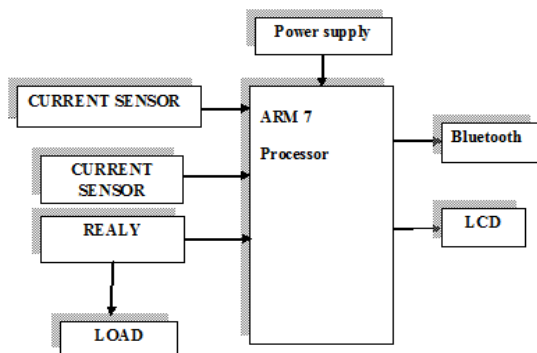 Power supply
CURRENT SENSOR
ARM 7
Processor
Bluetooth
CURRENT
SENSOR
REALY
LCD
LOAD